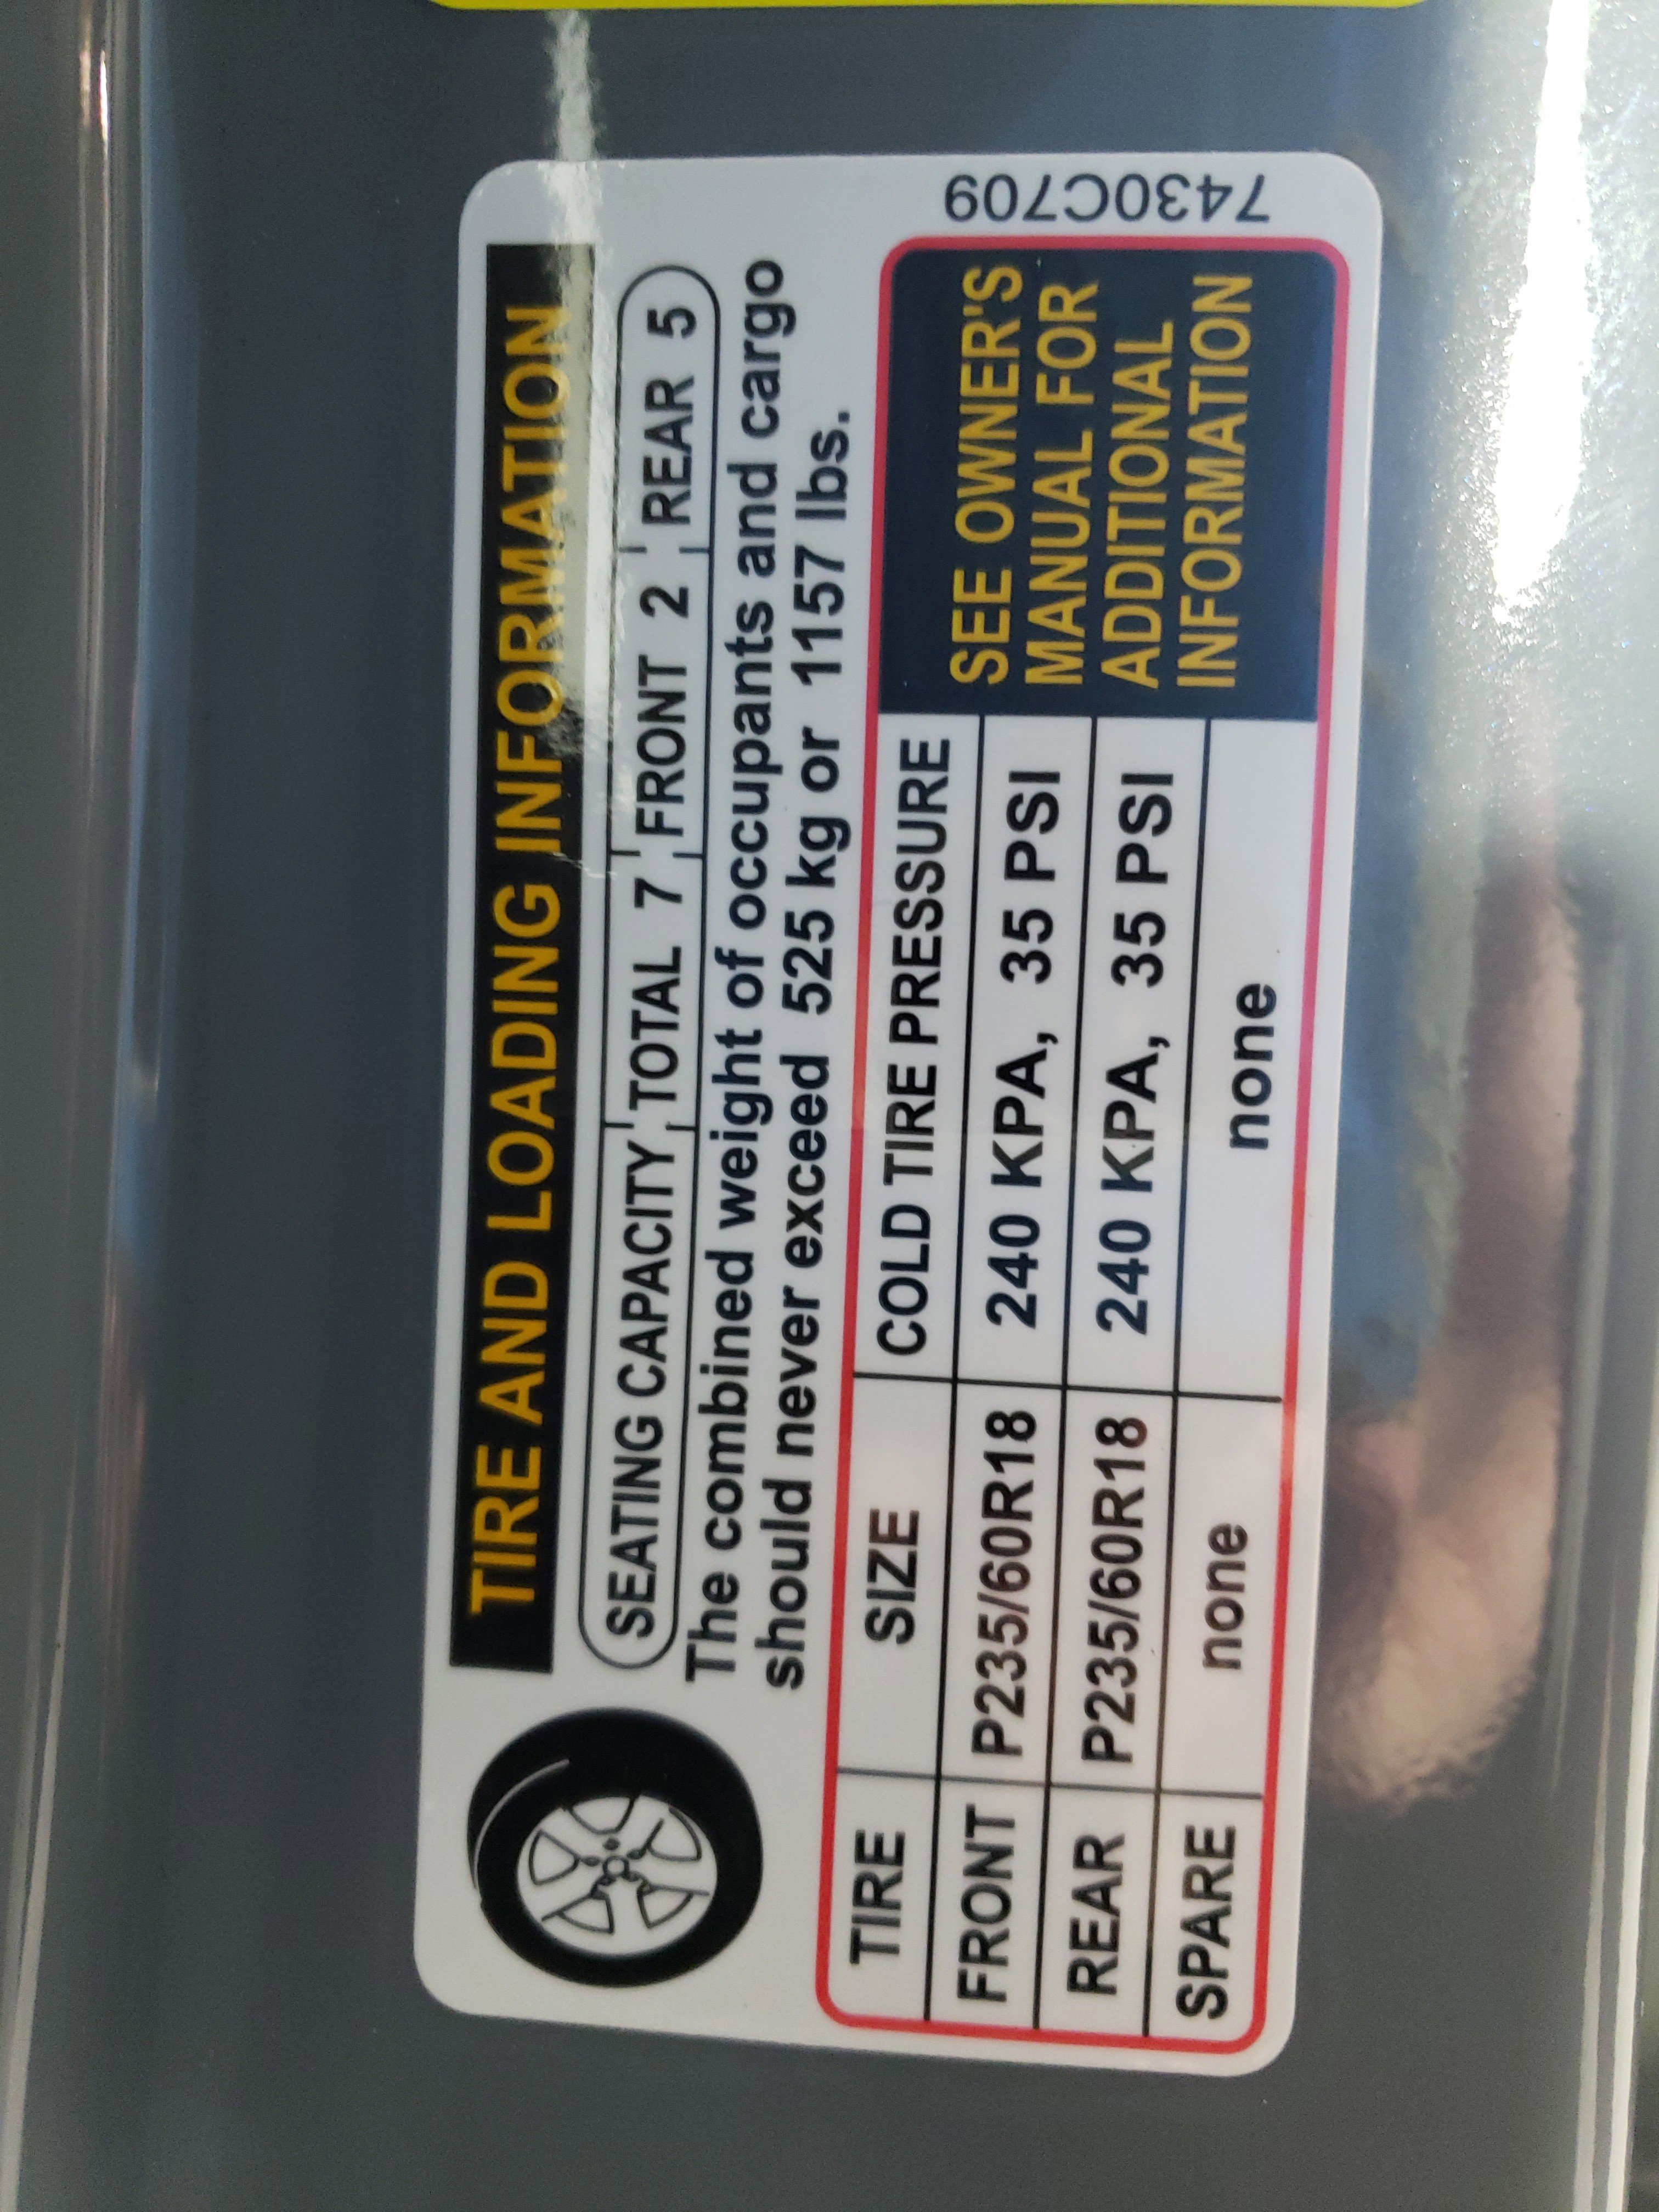 TIRE AND LOADING INFORMATION
SEATING CAPACITY TOTAL 7 FRONT 2 REAR 5
The combined weight of occupants and cargo
should never exceed 525 kg or 1157 lbs.
TIRE SIZE COLD TIRE PRESSURE
FRONT P235/60R18 240 KPA, 35 PSI
REAR P235/60R18 240 KPA, 35 PSI
SPARE none none
SEE OWNER'S
MANUAL FOR
ADDITIONAL
INFORMATION
7430C709